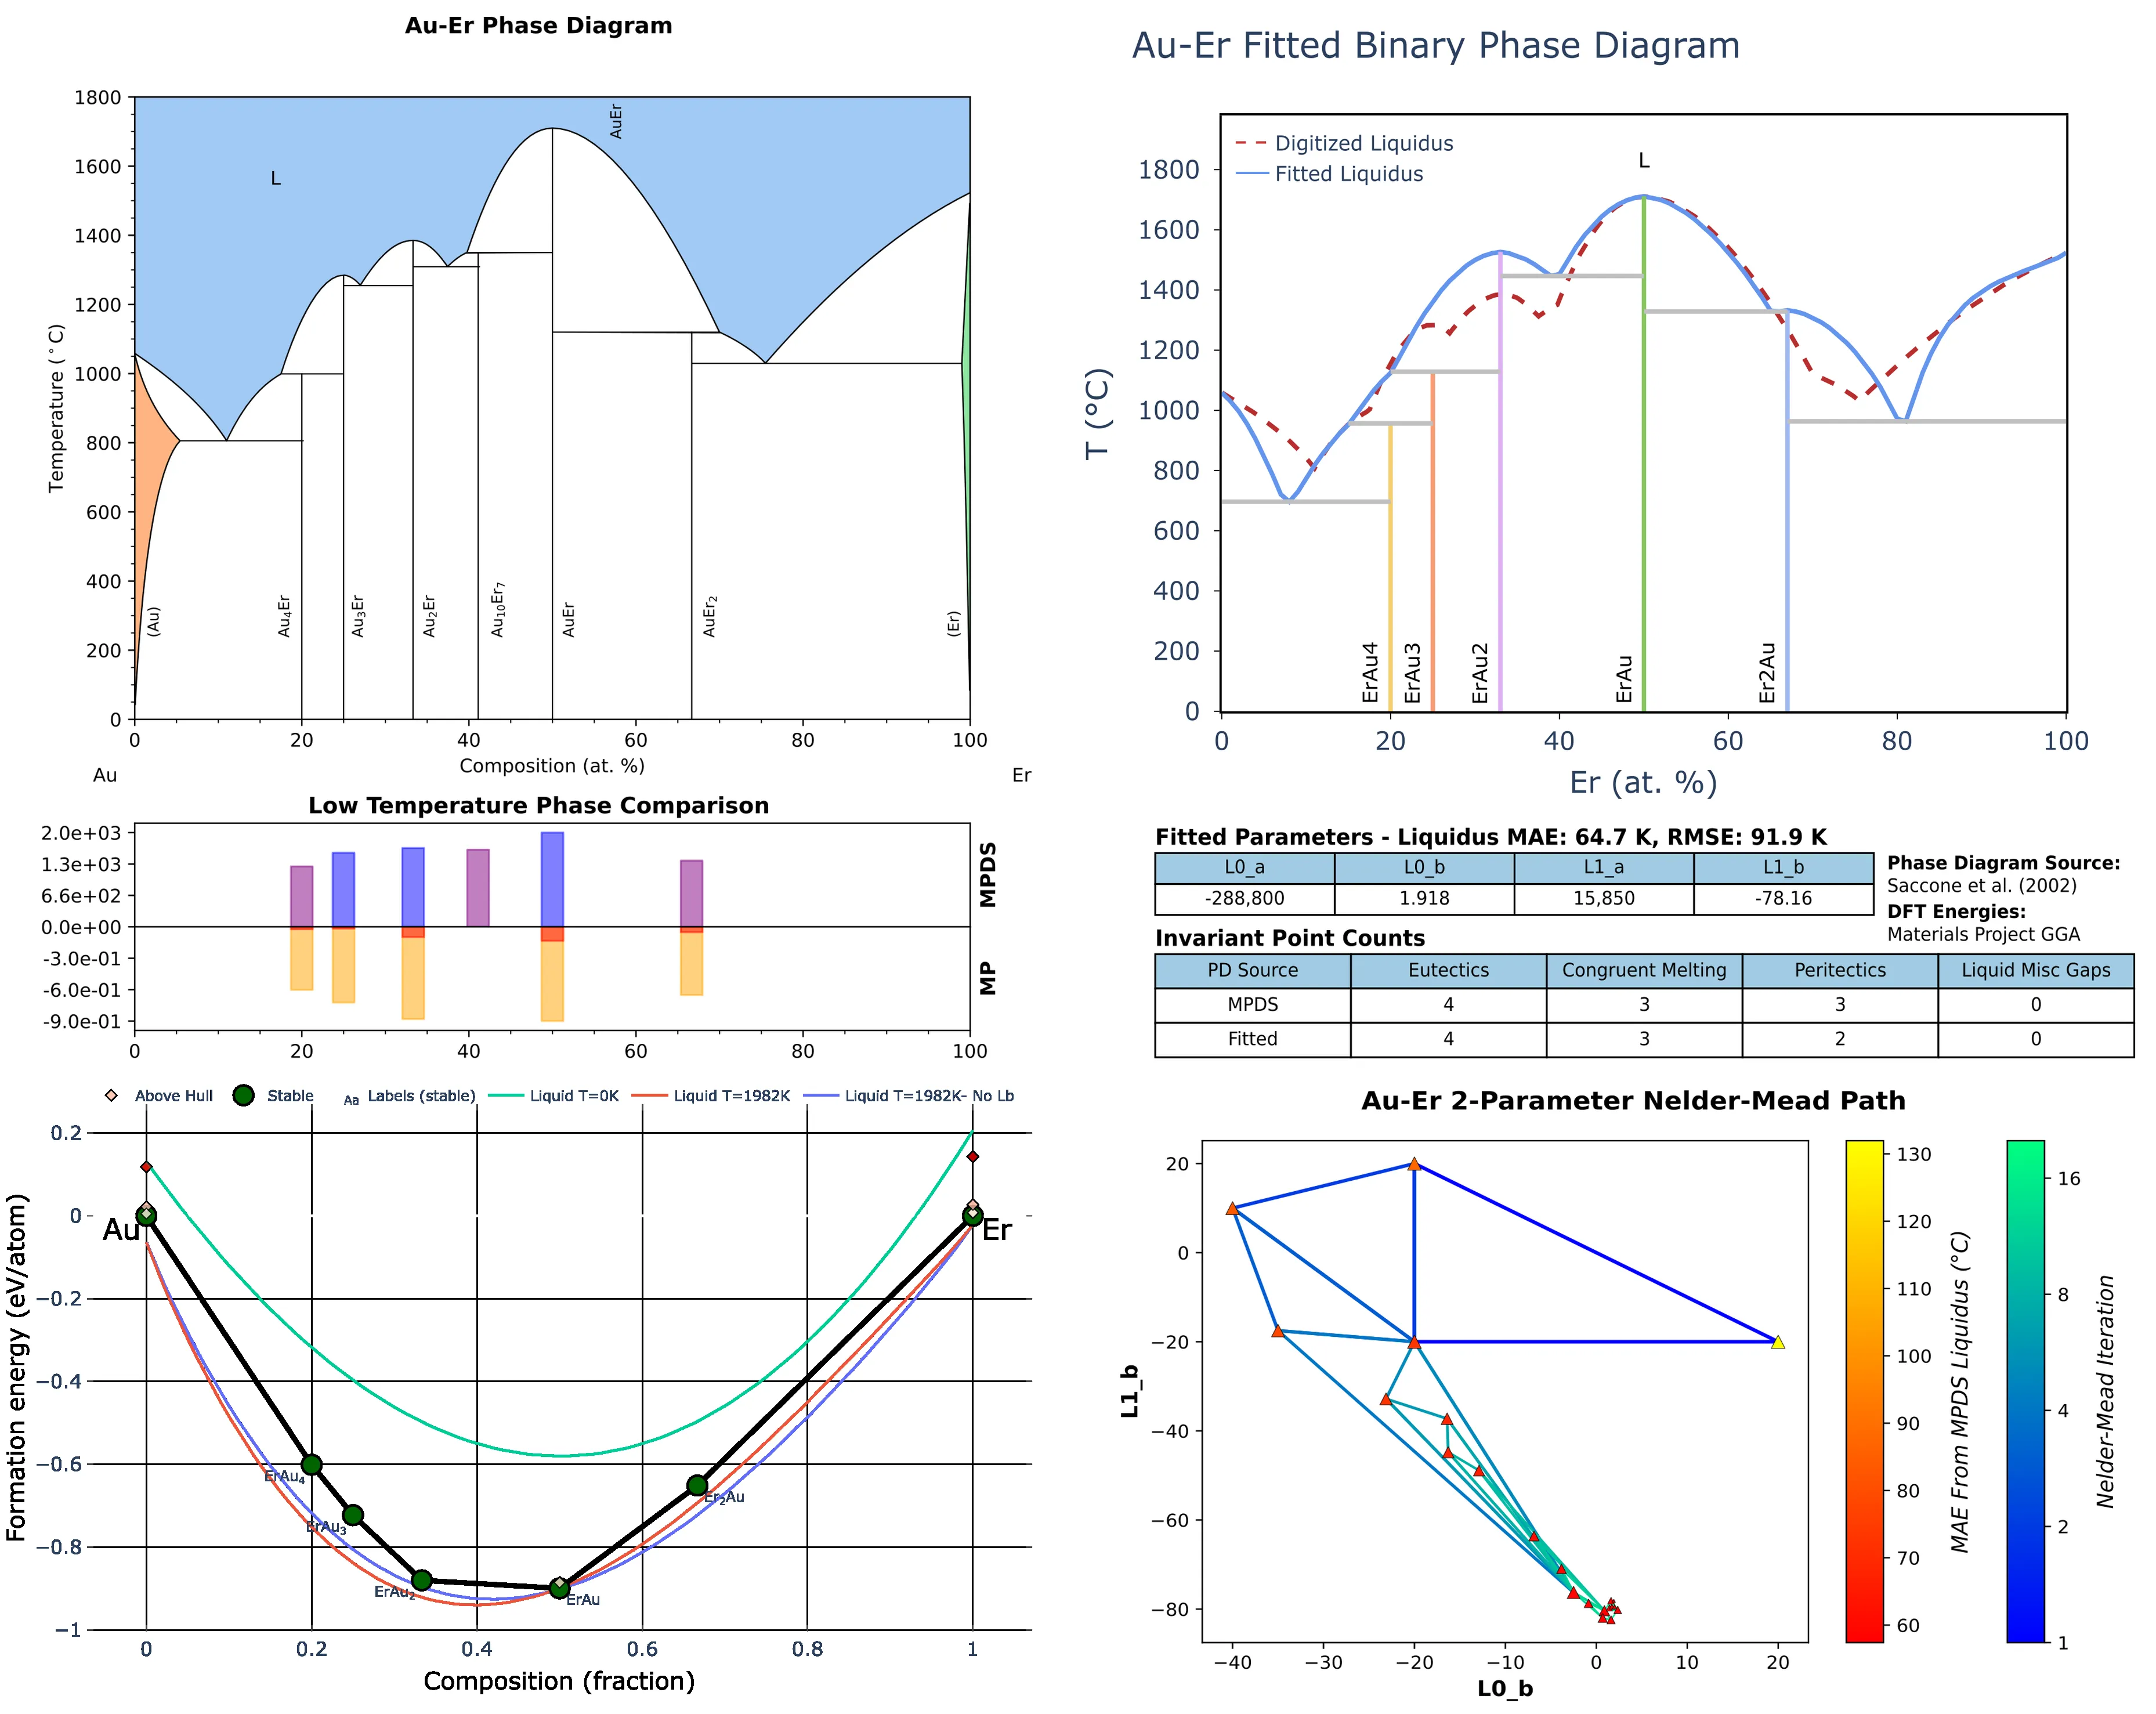 Au-Er Phase Diagram
1800
1600
1400
1200
1000
800
600
400
200
0
Temperature (°C)
L
AuEr
(Au)
Au4Er
Au3Er
Au2Er
Au10Er7
AuEr
AuEr2
(Er)
0 20 40 60 80 100
Composition (at. %)
Au Er
Low Temperature Phase Comparison
2.0e+03
1.3e+03
6.6e+02
0.0e+00
-3.0e-01
-6.0e-01
-9.0e-01
MPDS
MP
0 20 40 60 80 100
Above Hull Stable Aa Labels (stable) Liquid T=0K Liquid T=1982K Liquid T=1982K- No Lb
0.2
0
−0.2
−0.4
−0.6
−0.8
−1
Formation energy (eV/atom)
Au
Er
ErAu4
ErAu3
ErAu2
ErAu
Er2Au
0 0.2 0.4 0.6 0.8 1
Composition (fraction)
Au-Er Fitted Binary Phase Diagram
Digitized Liquidus
Fitted Liquidus
L
1800
1600
1400
1200
1000
800
600
400
200
0
T (°C)
ErAu4
ErAu3
ErAu2
ErAu
Er2Au
0 20 40 60 80 100
Er (at. %)
Fitted Parameters - Liquidus MAE: 64.7 K, RMSE: 91.9 K
L0_a L0_b L1_a L1_b
-288,800 1.918 15,850 -78.16
Phase Diagram Source:
Saccone et al. (2002)
DFT Energies:
Materials Project GGA
Invariant Point Counts
PD Source Eutectics Congruent Melting Peritectics Liquid Misc Gaps
MPDS 4 3 3 0
Fitted 4 3 2 0
Au-Er 2-Parameter Nelder-Mead Path
20
0
−20
−40
−60
−80
L1_b
−40 −30 −20 −10 0 10 20
L0_b
130
120
110
100
90
80
70
60
MAE From MPDS Liquidus (°C)
16
8
4
2
1
Nelder-Mead Iteration